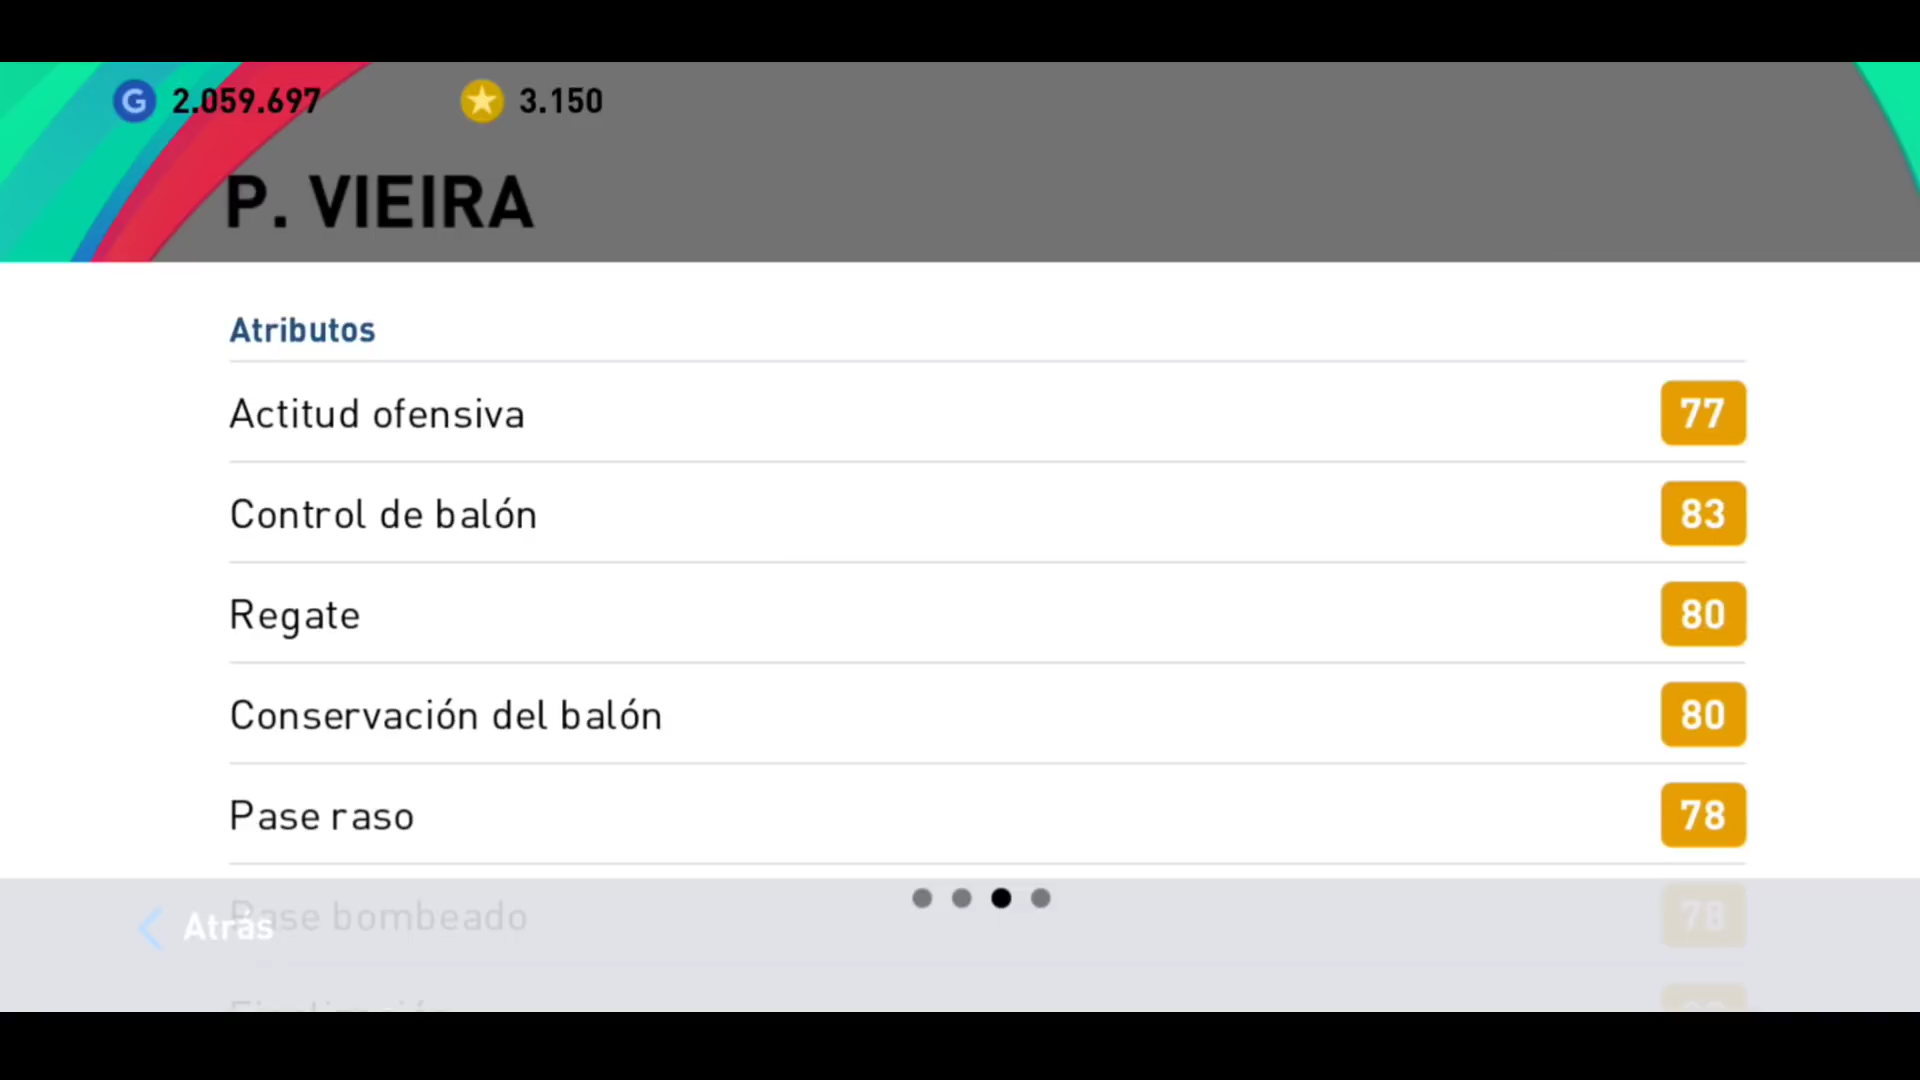 G 2.059.697 3.150
P. VIEIRA
Atributos
Actitud ofensiva 77
Control de balón 83
Regate 80
Conservación del balón 80
Pase raso 78
Pase bombeado 78
Atrás